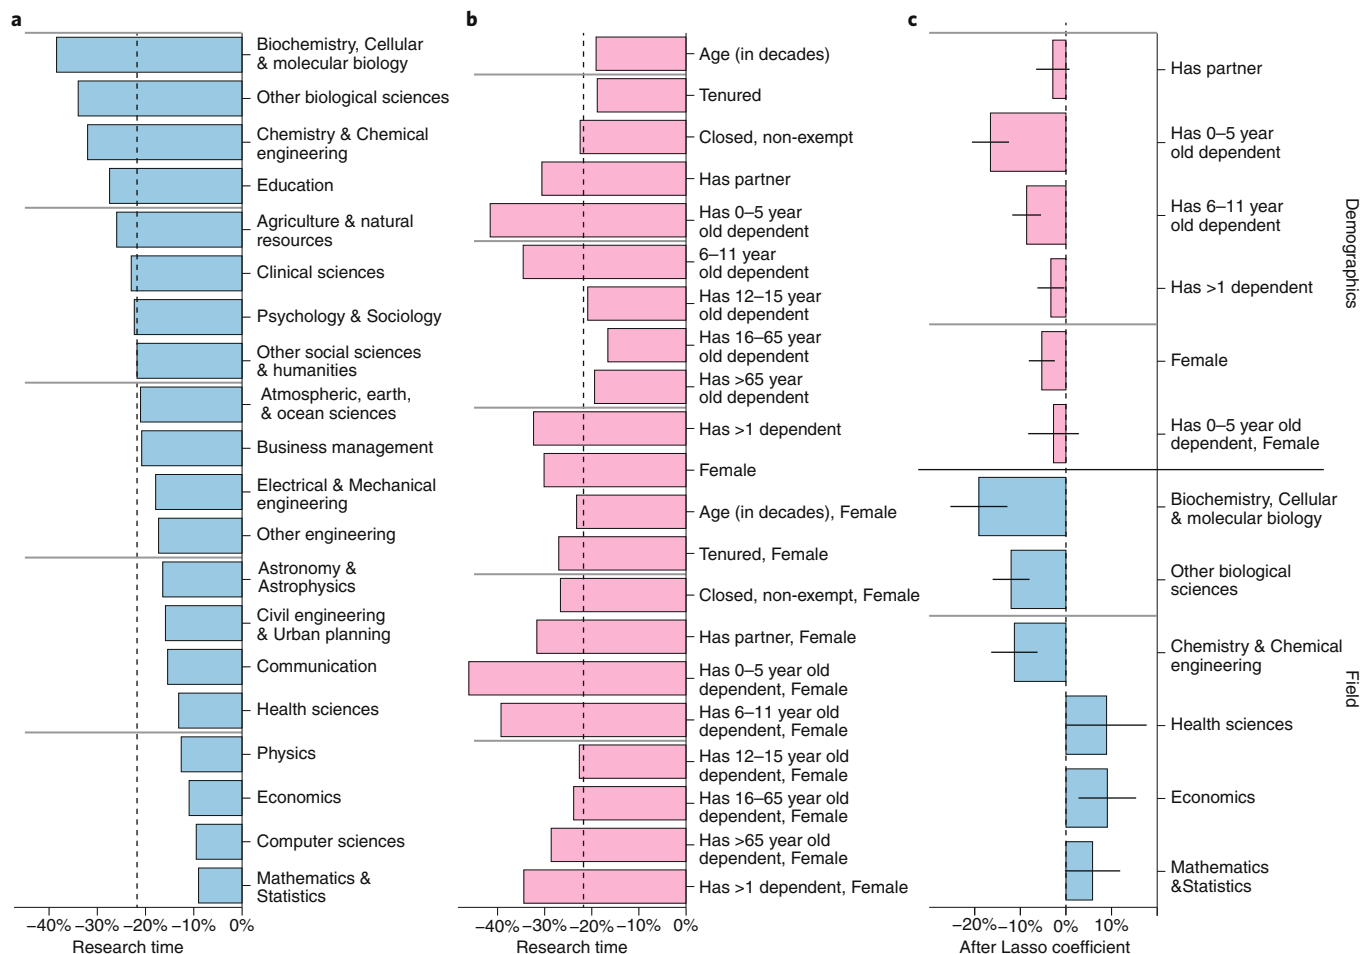 a
Biochemistry, Cellular
& molecular biology
Other biological sciences
Chemistry & Chemical
engineering
Education
Agriculture & natural
resources
Clinical sciences
Psychology & Sociology
Other social sciences
& humanities
Atmospheric, earth,
& ocean sciences
Business management
Electrical & Mechanical
engineering
Other engineering
Astronomy &
Astrophysics
Civil engineering
& Urban planning
Communication
Health sciences
Physics
Economics
Computer sciences
Mathematics &
Statistics
−40% −30% −20% −10% 0%
Research time
b
Age (in decades)
Tenured
Closed, non-exempt
Has partner
Has 0–5 year
old dependent
6–11 year
old dependent
Has 12–15 year
old dependent
Has 16–65 year
old dependent
Has >65 year
old dependent
Has >1 dependent
Female
Age (in decades), Female
Tenured, Female
Closed, non-exempt, Female
Has partner, Female
Has 0–5 year old
dependent, Female
Has 6–11 year old
dependent, Female
Has 12–15 year old
dependent, Female
Has 16–65 year old
dependent, Female
Has >65 year old
dependent, Female
Has >1 dependent, Female
−40% −30% −20% −10% 0%
Research time
c
Has partner
Has 0–5 year
old dependent
Has 6–11 year
old dependent
Has >1 dependent
Female
Has 0–5 year old
dependent, Female
Demographics
Biochemistry, Cellular
& molecular biology
Other biological
sciences
Chemistry & Chemical
engineering
Health sciences
Economics
Mathematics
&Statistics
Field
−20% −10% 0% 10%
After Lasso coefficient